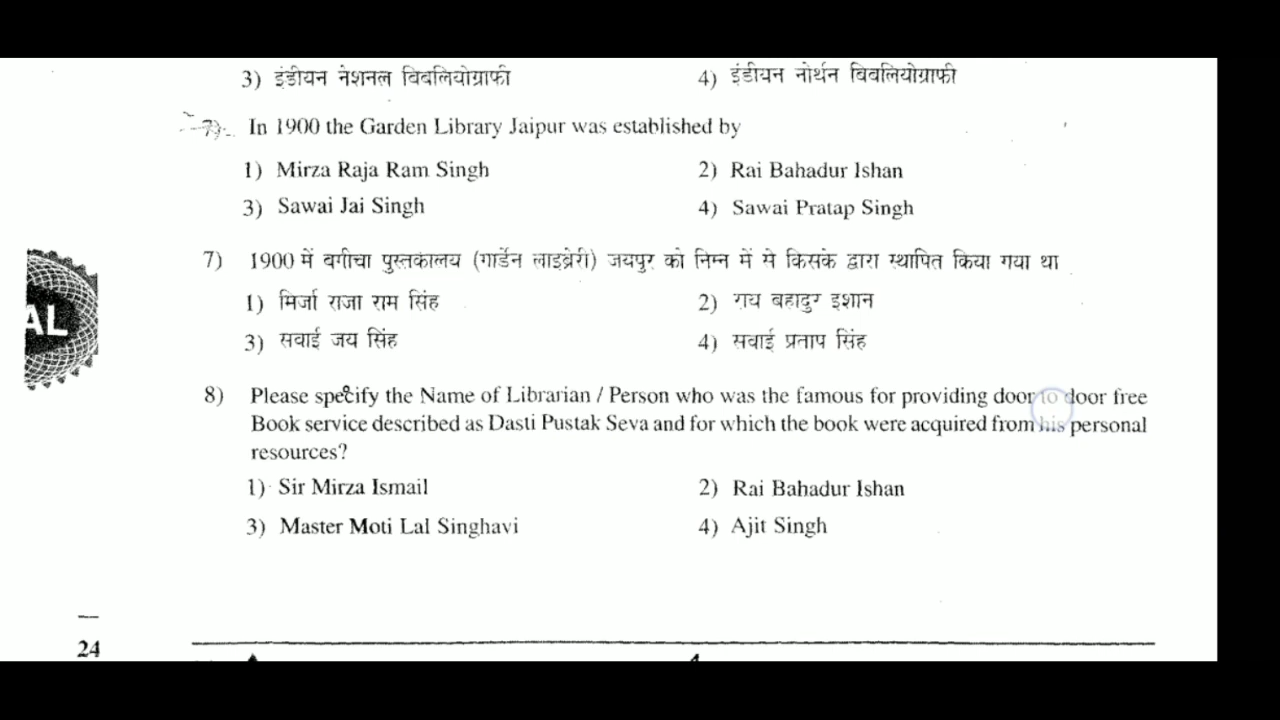 3) इंडीयन नेशनल विबलियोग्राफी 4) इंडीयन नोर्थन विबलियोग्राफी
7) In 1900 the Garden Library Jaipur was established by
1) Mirza Raja Ram Singh 2) Rai Bahadur Ishan
3) Sawai Jai Singh 4) Sawai Pratap Singh
7) 1900 में बगीचा पुस्तकालय (गार्डेन लाइब्रेरी) जयपुर को निम्न में से किसके द्वारा स्थापित किया गया था
1) मिर्जा राजा राम सिंह 2) राय बहादुर इशान
3) सवाई जय सिंह 4) सवाई प्रताप सिंह
AL
8) Please specify the Name of Librarian / Person who was the famous for providing door to door free
Book service described as Dasti Pustak Seva and for which the book were acquired from his personal
resources?
1) Sir Mirza Ismail 2) Rai Bahadur Ishan
3) Master Moti Lal Singhavi 4) Ajit Singh
24